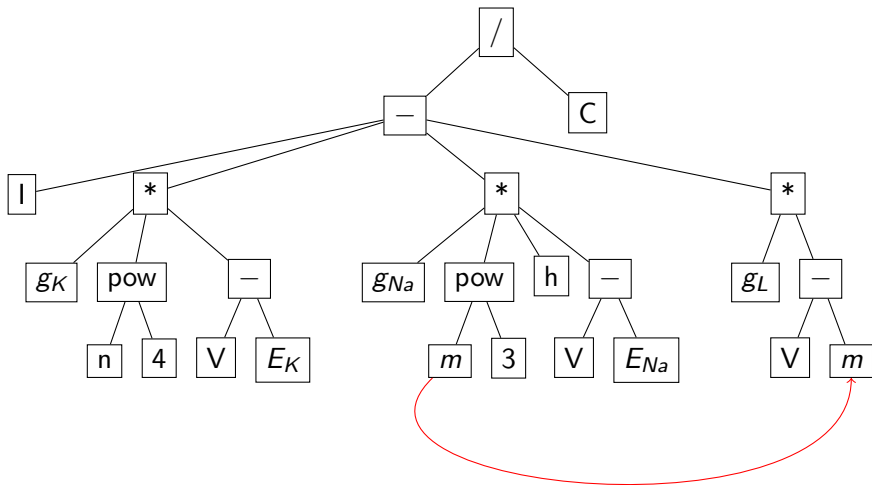 /
− C
I * * *
g_K pow − g_Na pow h − g_L −
n 4 V E_K m 3 V E_Na V m